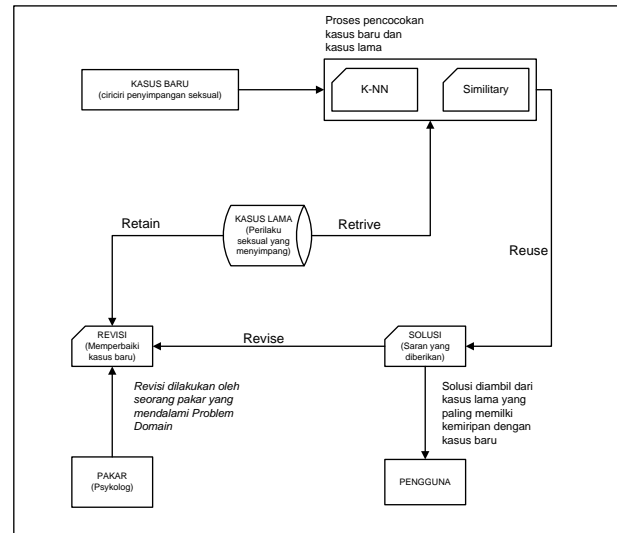 Proses pencocokan
kasus baru dan
kasus lama
KASUS BARU
(ciriciri penyimpangan seksual)
K-NN
Similitary
KASUS LAMA
(Perilaku
seksual yang
menyimpang)
Retain
Retrive
Reuse
REVISI
(Memperbaiki
kasus baru)
Revise
SOLUSI
(Saran yang
diberikan)
Revisi dilakukan oleh
seorang pakar yang
mendalami Problem
Domain
Solusi diambil dari
kasus lama yang
paling memilki
kemiripan dengan
kasus baru
PAKAR
(Psykolog)
PENGGUNA